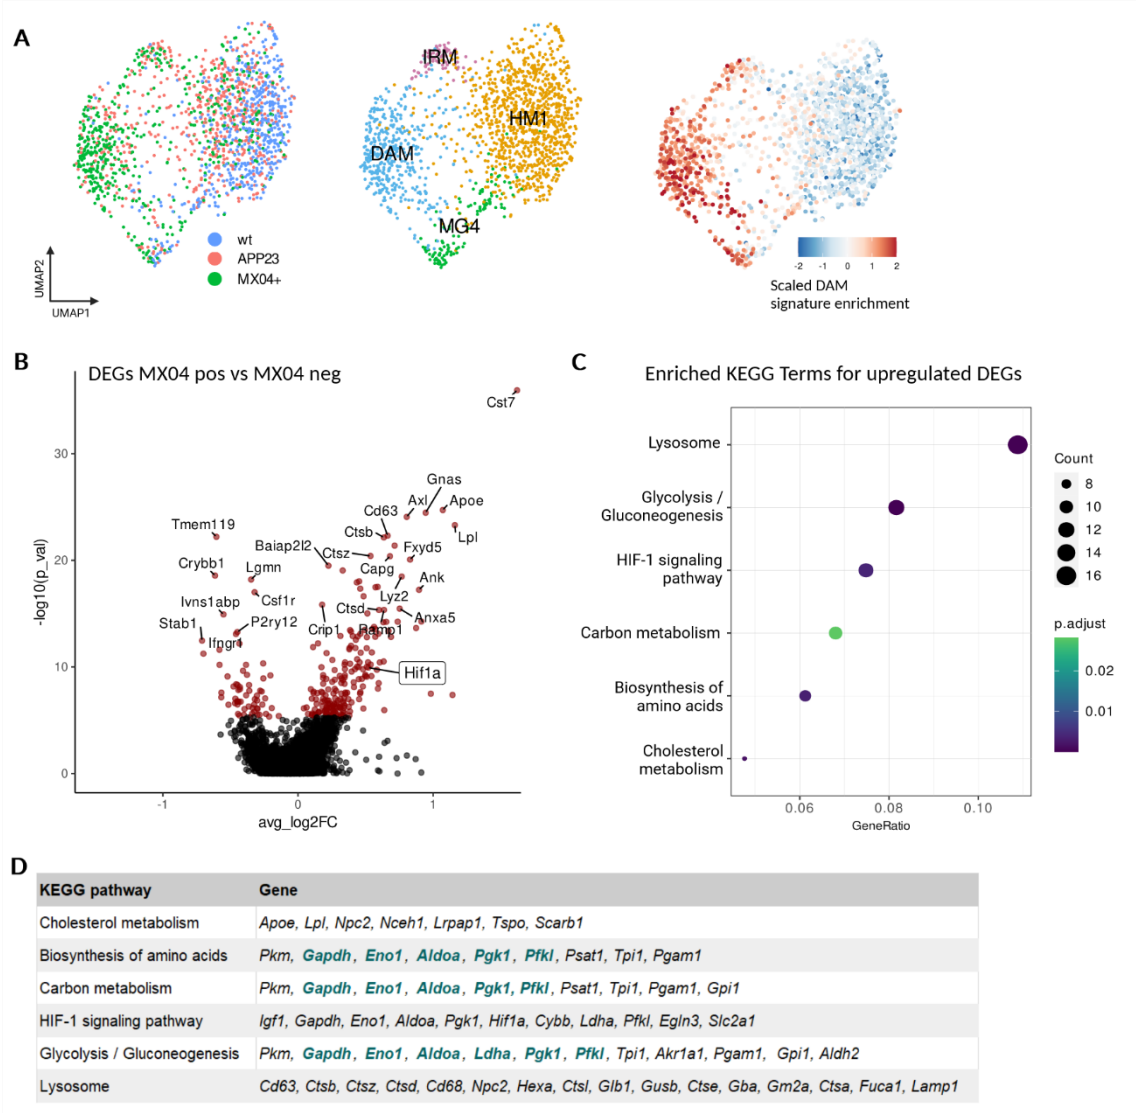 A
IRM
HM1
DAM
MG4
wt
APP23
MX04+
UMAP2
UMAP1
-2 -1 0 1 2
Scaled DAM
signature enrichment
B
DEGs MX04 pos vs MX04 neg
Cst7
Gnas
Axl
Apoe
Cd63
Lpl
Tmem119
Ctsb
Baiap2l2
Ctsz
Fxyd5
Crybb1
Lgmn
Capg
Ank
Ivns1abp
Csf1r
Lyz2
Ctsd
Anxa5
Stab1
P2ry12
Crip1
Ramp1
Ifngr1
Hif1a
30
20
10
0
-log10(p_val)
-1 0 1
avg_log2FC
C
Enriched KEGG Terms for upregulated DEGs
Lysosome
Glycolysis /
Gluconeogenesis
HIF-1 signaling
pathway
Carbon metabolism
Biosynthesis of
amino acids
Cholesterol
metabolism
0.06 0.08 0.10
GeneRatio
Count
8
10
12
14
16
p.adjust
0.02
0.01
D
KEGG pathway Gene
Cholesterol metabolism Apoe, Lpl, Npc2, Nceh1, Lrpap1, Tspo, Scarb1
Biosynthesis of amino acids Pkm, Gapdh, Eno1, Aldoa, Pgk1, Pfkl, Psat1, Tpi1, Pgam1
Carbon metabolism Pkm, Gapdh, Eno1, Aldoa, Pgk1, Pfkl, Psat1, Tpi1, Pgam1, Gpi1
HIF-1 signaling pathway Igf1, Gapdh, Eno1, Aldoa, Pgk1, Hif1a, Cybb, Ldha, Pfkl, Egln3, Slc2a1
Glycolysis / Gluconeogenesis Pkm, Gapdh, Eno1, Aldoa, Ldha, Pgk1, Pfkl, Tpi1, Akr1a1, Pgam1, Gpi1, Aldh2
Lysosome Cd63, Ctsb, Ctsz, Ctsd, Cd68, Npc2, Hexa, Ctsl, Glb1, Gusb, Ctse, Gba, Gm2a, Ctsa, Fuca1, Lamp1